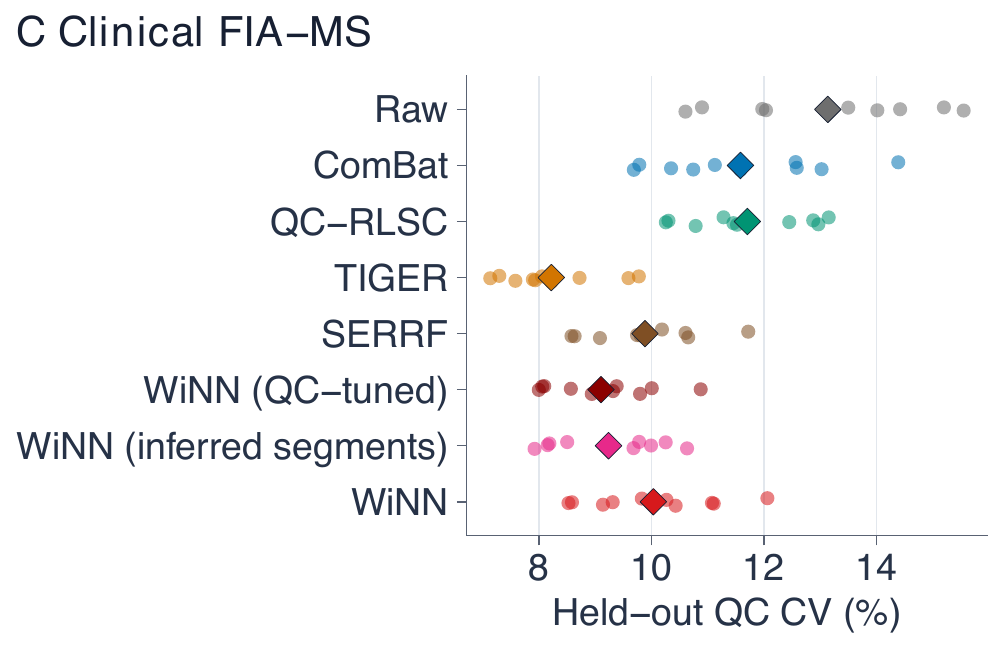 C Clinical FIA−MS
Raw
ComBat
QC−RLSC
TIGER
SERRF
WiNN (QC−tuned)
WiNN (inferred segments)
WiNN
8 10 12 14
Held−out QC CV (%)